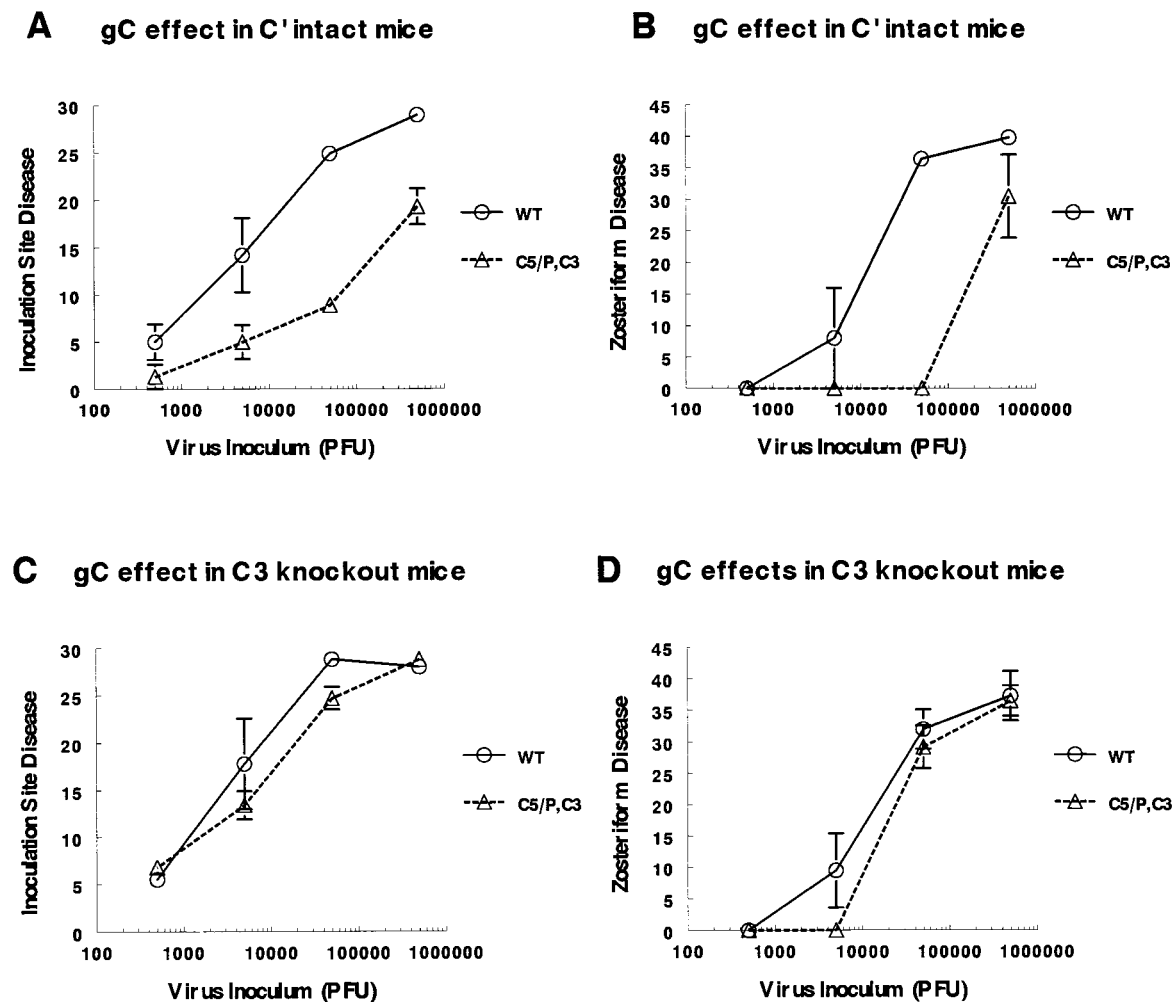 A gC effect in C' intact mice
30
25
20
15
10
5
0
Inoculation Site Disease
100 1000 10000 100000 1000000
Virus Inoculum (PFU)
WT
C5/P,C3
B gC effect in C' intact mice
45
40
35
30
25
20
15
10
5
0
Zosteriform Disease
100 1000 10000 100000 1000000
Virus Inoculum (PFU)
WT
C5/P,C3
C gC effect in C3 knockout mice
30
25
20
15
10
5
0
Inoculation Site Disease
100 1000 10000 100000 1000000
Virus Inoculum (PFU)
WT
C5/P,C3
D gC effects in C3 knockout mice
45
40
35
30
25
20
15
10
5
0
Zosteriform Disease
100 1000 10000 100000 1000000
Virus Inoculum (PFU)
WT
C5/P,C3